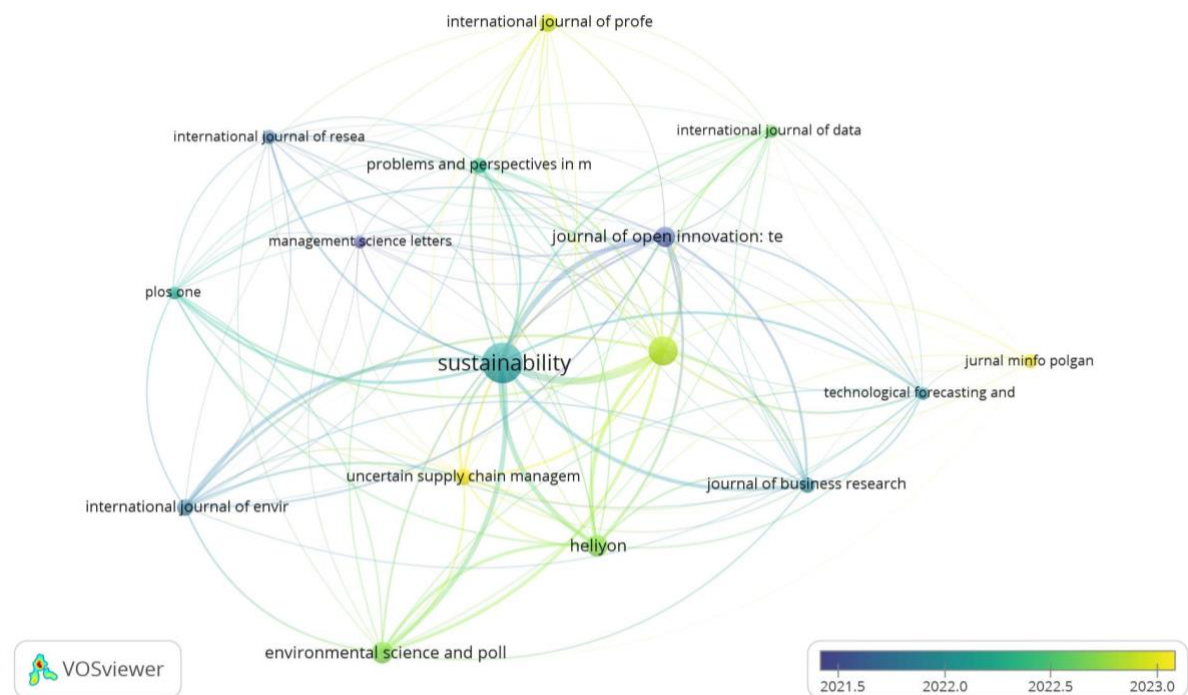 international journal of profe
international journal of data
international journal of resea
problems and perspectives in m
journal of open innovation: te
management science letters
plos one
sustainability
jurnal minfo polgan
technological forecasting and
uncertain supply chain managem
journal of business research
international journal of envir
heliyon
environmental science and poll
VOSviewer
2021.5 2022.0 2022.5 2023.0